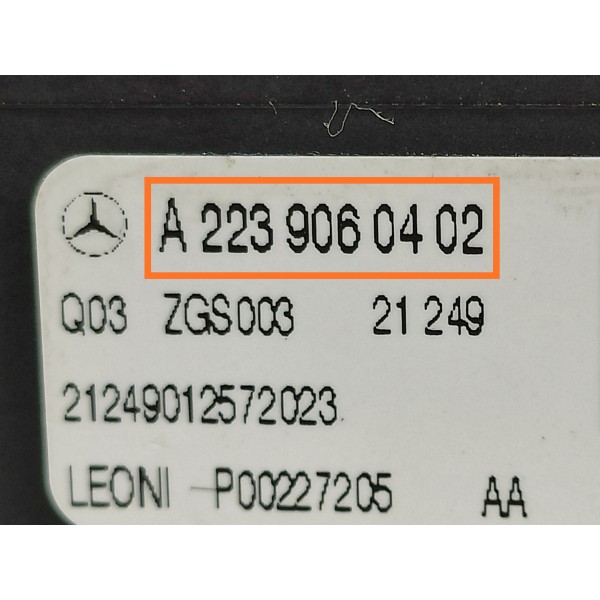 A 223 906 04 02
Q03 ZGS003 21 249
21249012572023
LEONI -P00227205 AA